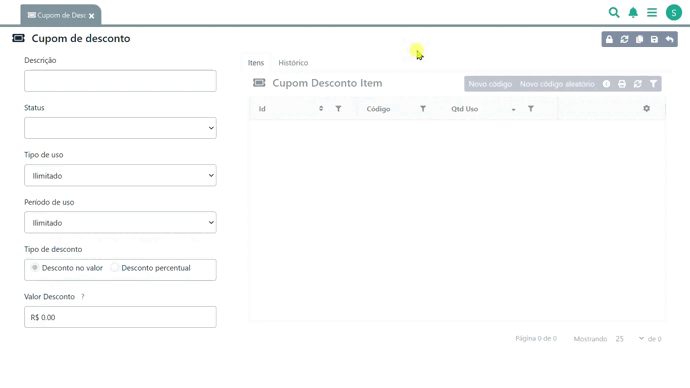 Cupom de Desc
S
Cupom de desconto
Descrição
Status
Tipo de uso
Ilimitado
Período de uso
Ilimitado
Tipo de desconto
Desconto no valor Desconto percentual
Valor Desconto ?
R$ 0.00
Itens Histórico
Cupom Desconto Item
Novo código Novo código aleatório
Id Código Qtd Uso
Página 0 de 0 Mostrando 25 de 0